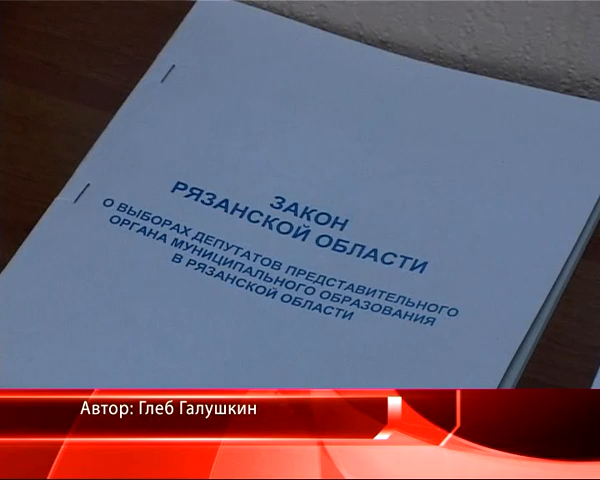 ЗАКОН
РЯЗАНСКОЙ ОБЛАСТИ
О ВЫБОРАХ ДЕПУТАТОВ ПРЕДСТАВИТЕЛЬНОГО
ОРГАНА МУНИЦИПАЛЬНОГО ОБРАЗОВАНИЯ
В РЯЗАНСКОЙ ОБЛАСТИ
Автор: Глеб Галушкин